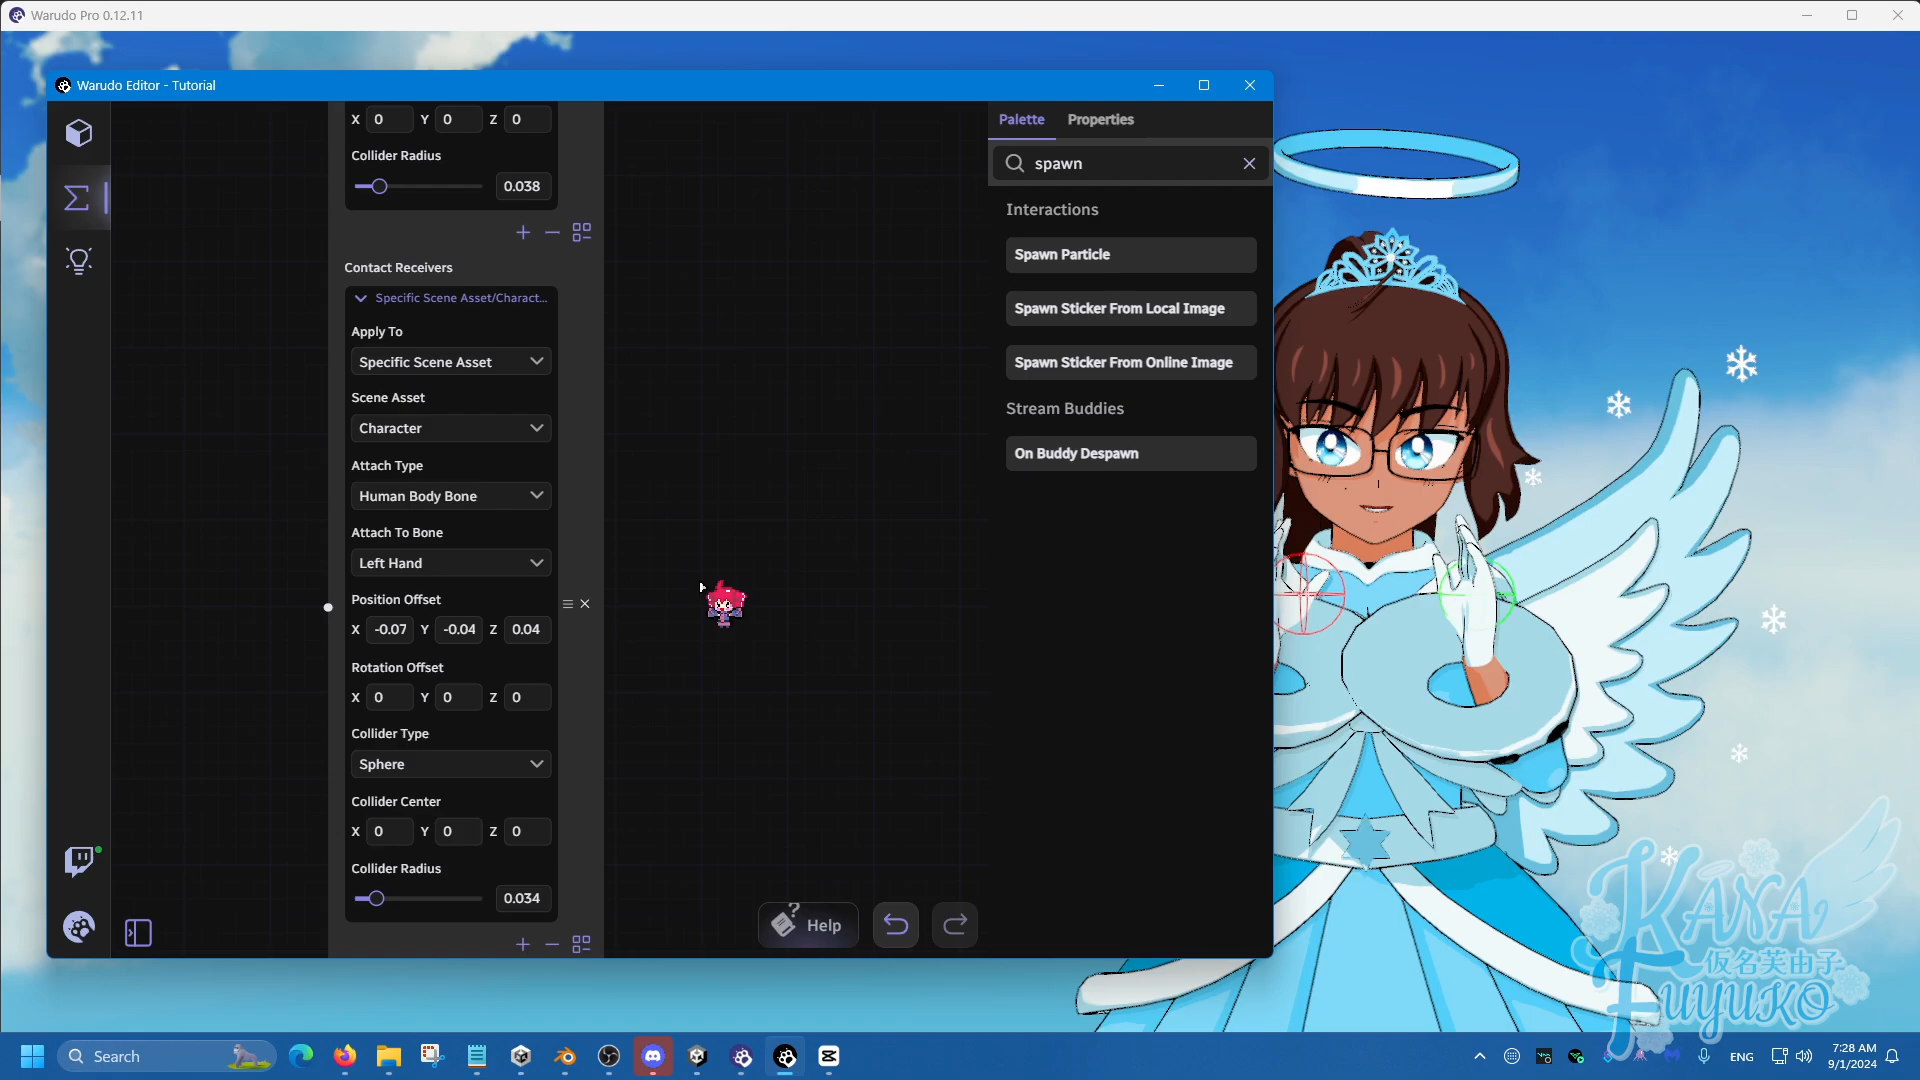 Warudo Pro 0.12.11
Warudo Editor - Tutorial
X 0 Y 0 Z 0
Collider Radius
0.038
Contact Receivers
Specific Scene Asset/Charact...
Apply To
Specific Scene Asset
Scene Asset
Character
Attach Type
Human Body Bone
Attach To Bone
Left Hand
Position Offset
X -0.07 Y -0.04 Z 0.04
Rotation Offset
X 0 Y 0 Z 0
Collider Type
Sphere
Collider Center
X 0 Y 0 Z 0
Collider Radius
0.034
Help
Palette Properties
spawn
Interactions
Spawn Particle
Spawn Sticker From Local Image
Spawn Sticker From Online Image
Stream Buddies
On Buddy Despawn
KANA
仮名芙由子
FUYUKO
Search
ENG
7:28 AM
9/1/2024